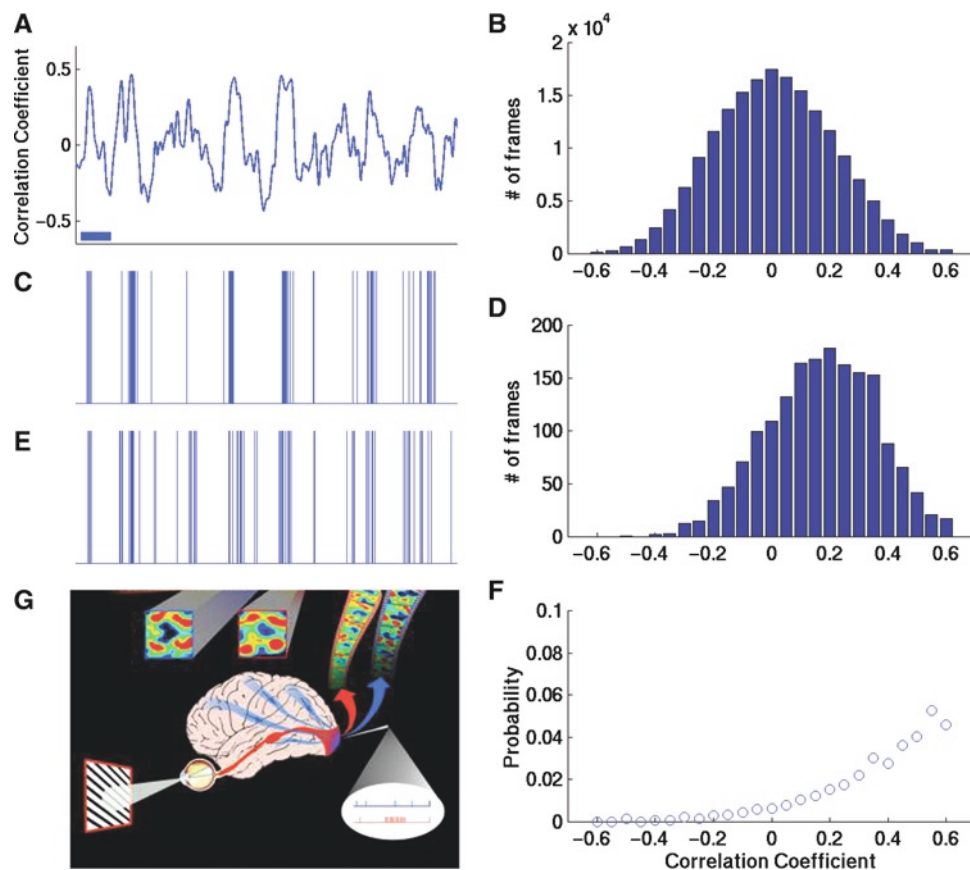 A
Correlation Coefficient
0.5
0
−0.5
B
# of frames
2 x 10^4
1.5
1
0.5
0
−0.6 −0.4 −0.2 0 0.2 0.4 0.6
C
D
# of frames
200
150
100
50
0
−0.6 −0.4 −0.2 0 0.2 0.4 0.6
E
F
Probability
0.1
0.08
0.06
0.04
0.02
0
−0.6 −0.4 −0.2 0 0.2 0.4 0.6
Correlation Coefficient
G